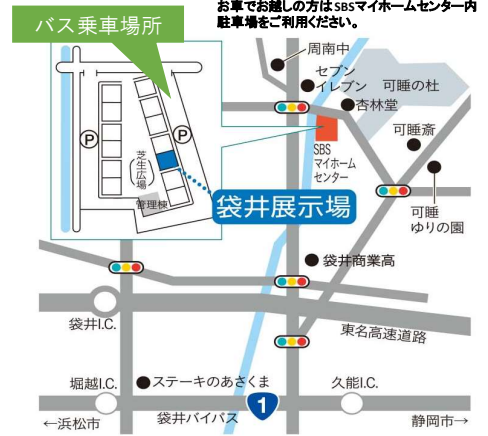 お車でお越しの方はSBSマイホームセンター内
駐車場をご利用ください。
バス乗車場所
周南中
セブン
イレブン
可睡の杜
杏林堂
可睡斎
P
P
芝生広場
管理棟
SBS
マイホーム
センター
袋井展示場
可睡
ゆりの園
袋井商業高
袋井I.C.
東名高速道路
堀越I.C.
ステーキのあさくま
久能I.C.
1
←浜松市
袋井バイパス
静岡市→